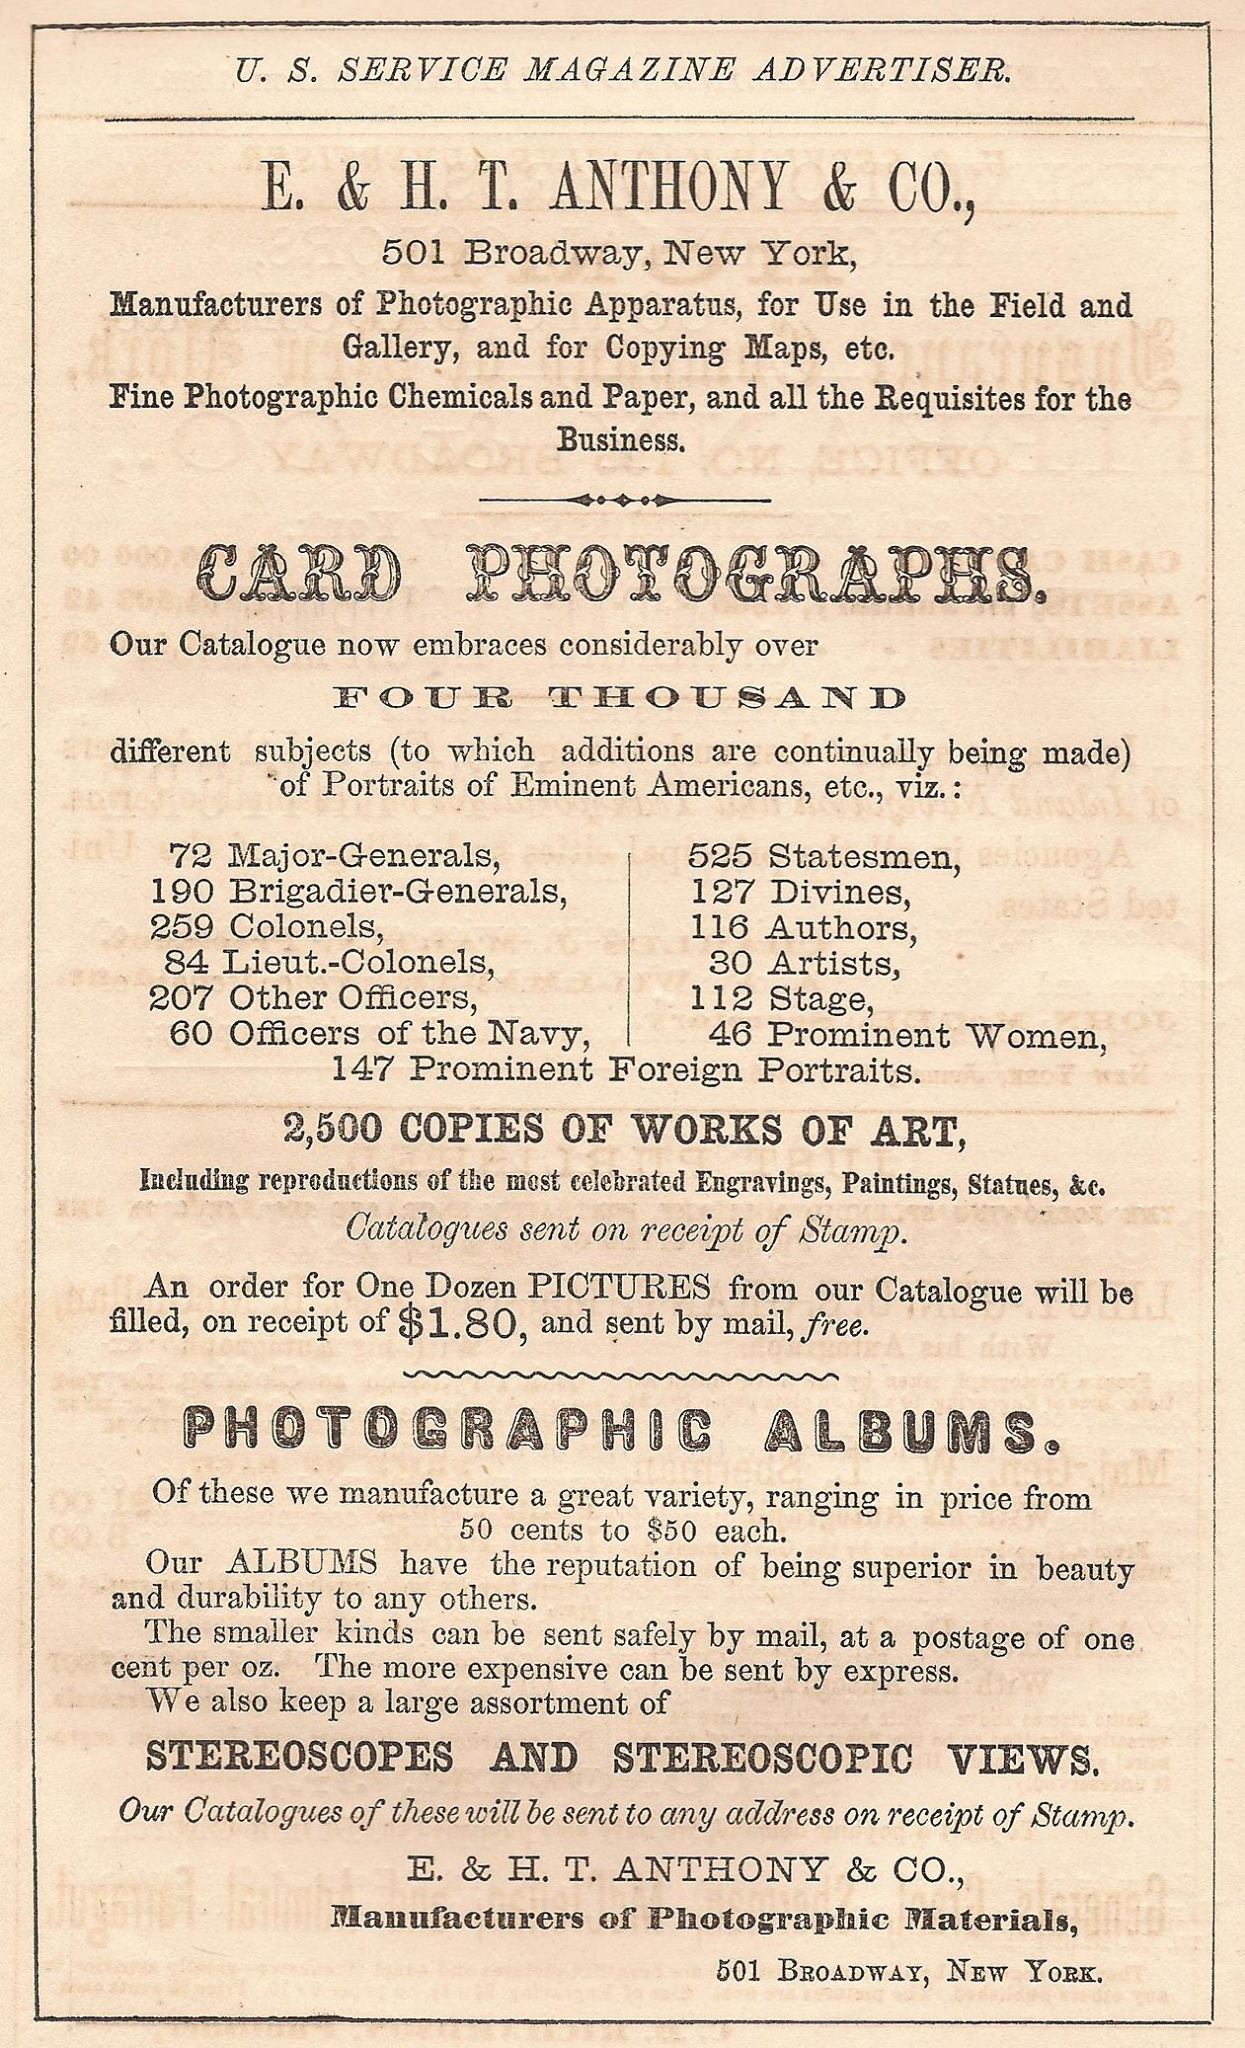 U. S. SERVICE MAGAZINE ADVERTISER.
E. & H. T. ANTHONY & CO.,
501 Broadway, New York,
Manufacturers of Photographic Apparatus, for Use in the Field and
Gallery, and for Copying Maps, etc.
Fine Photographic Chemicals and Paper, and all the Requisites for the
Business.
CARD PHOTOGRAPHS.
Our Catalogue now embraces considerably over
FOUR THOUSAND
different subjects (to which additions are continually being made)
of Portraits of Eminent Americans, etc., viz.:
72 Major-Generals,
190 Brigadier-Generals,
259 Colonels,
84 Lieut.-Colonels,
207 Other Officers,
60 Officers of the Navy,
525 Statesmen,
127 Divines,
116 Authors,
30 Artists,
112 Stage,
46 Prominent Women,
147 Prominent Foreign Portraits.
2,500 COPIES OF WORKS OF ART,
Including reproductions of the most celebrated Engravings, Paintings, Statues, &c.
Catalogues sent on receipt of Stamp.
An order for One Dozen PICTURES from our Catalogue will be
filled, on receipt of $1.80, and sent by mail, free.
PHOTOGRAPHIC ALBUMS.
Of these we manufacture a great variety, ranging in price from
50 cents to $50 each.
Our ALBUMS have the reputation of being superior in beauty
and durability to any others.
The smaller kinds can be sent safely by mail, at a postage of one
cent per oz. The more expensive can be sent by express.
We also keep a large assortment of
STEREOSCOPES AND STEREOSCOPIC VIEWS.
Our Catalogues of these will be sent to any address on receipt of Stamp.
E. & H. T. ANTHONY & CO.,
Manufacturers of Photographic Materials,
501 BROADWAY, NEW YORK.